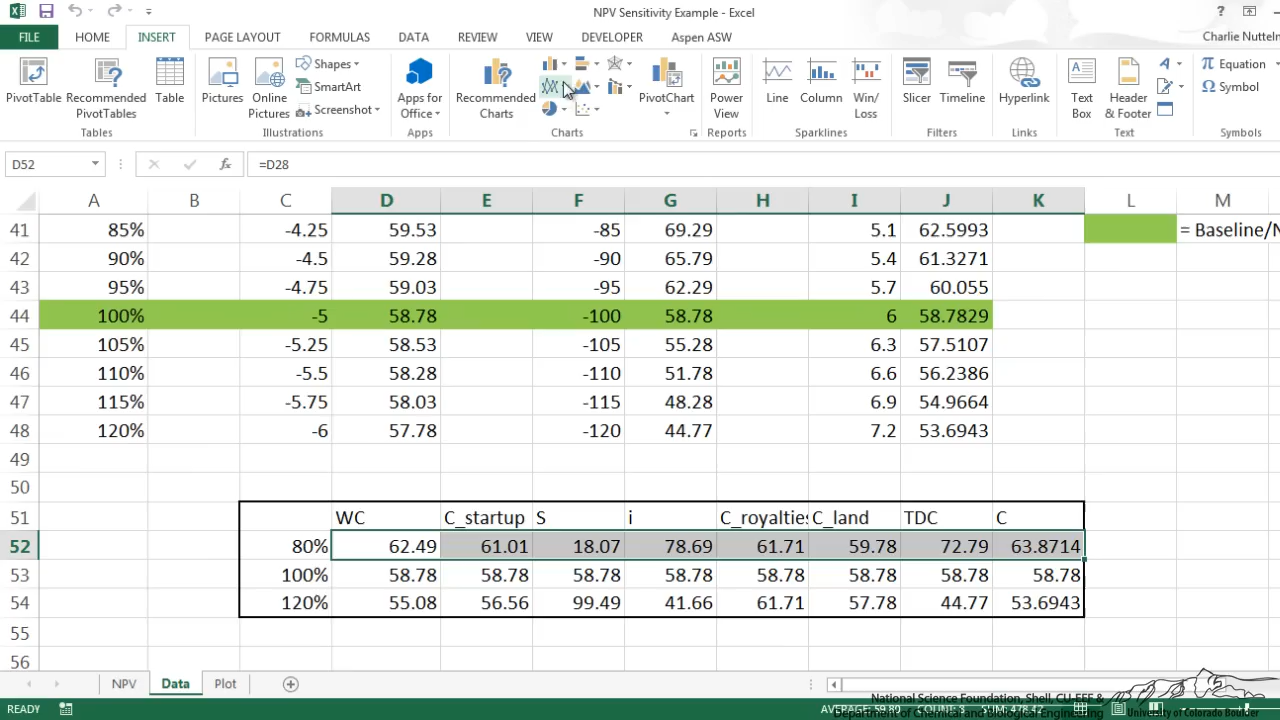 NPV Sensitivity Example - Excel
?
FILE HOME INSERT PAGE LAYOUT FORMULAS DATA REVIEW VIEW DEVELOPER Aspen ASW
PivotTable
Recommended
PivotTables
Table
Tables
Pictures
Online
Pictures
Shapes
SmartArt
Screenshot
Illustrations
Apps for
Office
Apps
Recommended
Charts
PivotChart
Charts
Power
View
Reports
Line
Column
Win/
Loss
Sparklines
Slicer
Timeline
Filters
Hyperlink
Links
Text
Box
Header
& Footer
Text
Equation
Symbol
Symbols
D52 fx =D28
A B C D E F G H I J K L M
41 85% -4.25 59.53 -85 69.29 5.1 62.5993 = Baseline/N
42 90% -4.5 59.28 -90 65.79 5.4 61.3271
43 95% -4.75 59.03 -95 62.29 5.7 60.055
44 100% -5 58.78 -100 58.78 6 58.7829
45 105% -5.25 58.53 -105 55.28 6.3 57.5107
46 110% -5.5 58.28 -110 51.78 6.6 56.2386
47 115% -5.75 58.03 -115 48.28 6.9 54.9664
48 120% -6 57.78 -120 44.77 7.2 53.6943
49
50
51 WC C_startup S i C_royaltie C_land TDC C
52 80% 62.49 61.01 18.07 78.69 61.71 59.78 72.79 63.8714
53 100% 58.78 58.78 58.78 58.78 58.78 58.78 58.78 58.78
54 120% 55.08 56.56 99.49 41.66 61.71 57.78 44.77 53.6943
55
56
NPV Data Plot
National Science Foundation, Shell, CU-EEF &
READY AVERAGE: 59.80 COUNT: 8 SUM: 478.42
Department of Chemical and Biological Engineering
University of Colorado Boulder